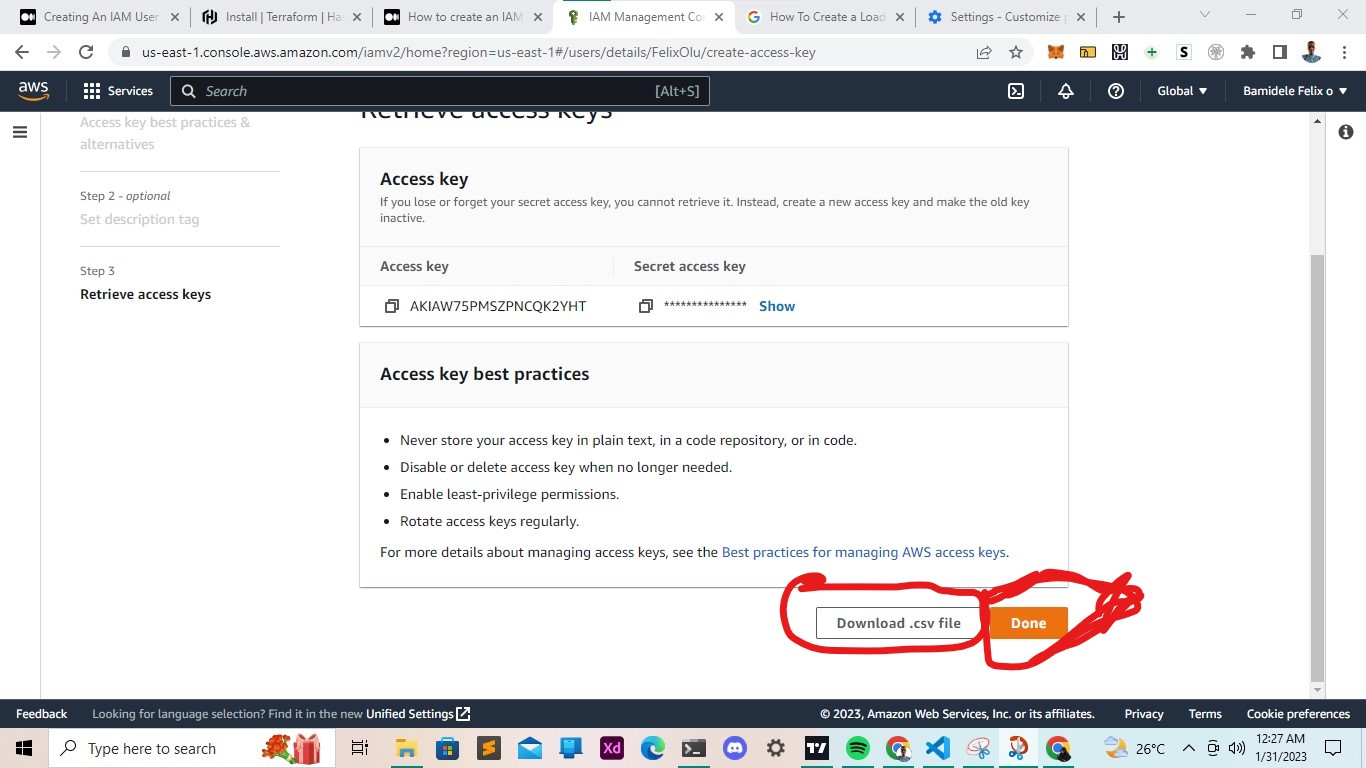 Creating An IAM User
Install | Terraform | Ha
How to create an IAM
IAM Management Co
How To Create a Load
Settings - Customize
us-east-1.console.aws.amazon.com/iamv2/home?region=us-east-1#/users/details/FelixOlu/create-access-key
aws
Services
Search
[Alt+S]
Global
Bamidele Felix o
Access key best practices &
alternatives
Step 2 - optional
Set description tag
Step 3
Retrieve access keys
Retrieve access keys
Access key
If you lose or forget your secret access key, you cannot retrieve it. Instead, create a new access key and make the old key
inactive.
Access key
Secret access key
AKIAW75PMSZPNCQK2YHT
***************
Show
Access key best practices
• Never store your access key in plain text, in a code repository, or in code.
• Disable or delete access key when no longer needed.
• Enable least-privilege permissions.
• Rotate access keys regularly.
For more details about managing access keys, see the Best practices for managing AWS access keys.
Download .csv file
Done
Feedback
Looking for language selection? Find it in the new Unified Settings
© 2023, Amazon Web Services, Inc. or its affiliates.
Privacy
Terms
Cookie preferences
Type here to search
Xd
26°C
12:27 AM
1/31/2023